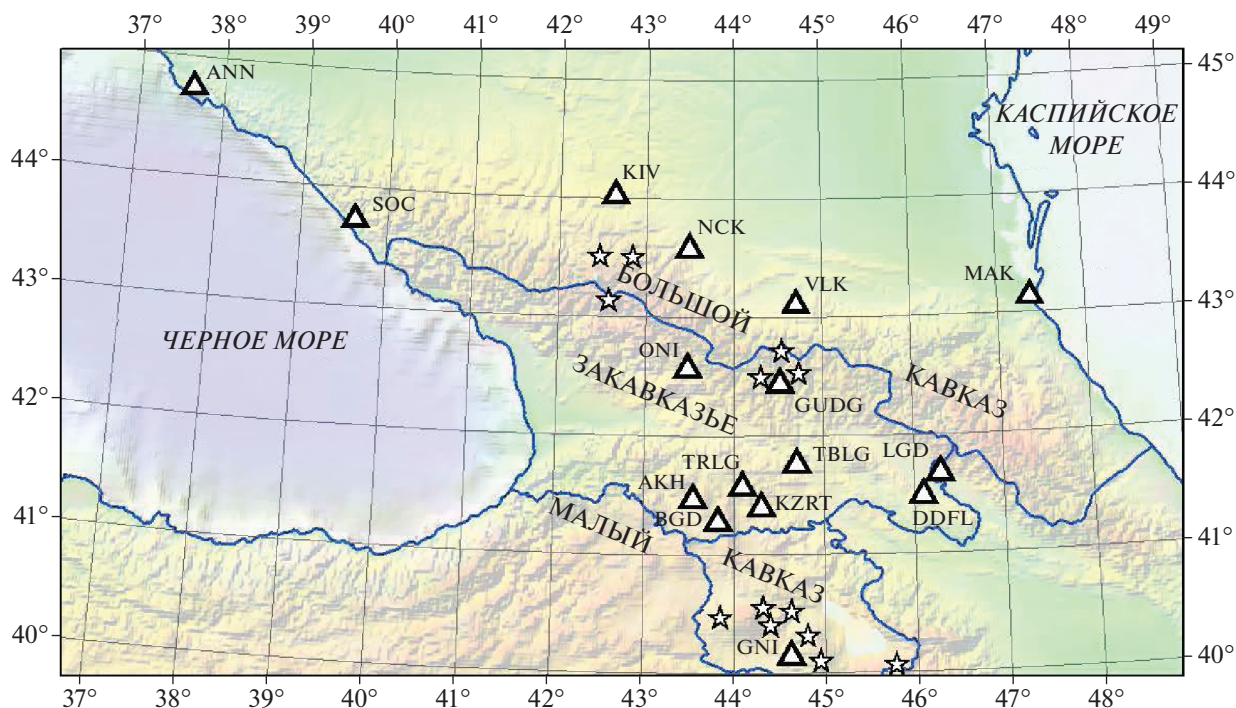 37° 38° 39° 40° 41° 42° 43° 44° 45° 46° 47° 48° 49°
45°
ANN
КАСПИЙСКОЕ
МОРЕ
44°
44°
KIV
SOC
NCK
БОЛЬШОЙ
MAK
VLK
43°
43°
ЧЕРНОЕ МОРЕ
ONI
ЗАКАВКАЗЬЕ
КАВКАЗ
GUDG
42°
42°
TRLG
TBLG
LGD
AKH
KZRT
BGD
DDFL
МАЛЫЙ
41°
41°
КАВКАЗ
40°
GNI
40°
37° 38° 39° 40° 41° 42° 43° 44° 45° 46° 47° 48°